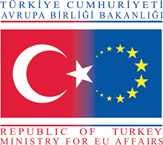 TÜRKİYE CUMHURİYETİ
AVRUPA BİRLİĞİ BAKANLIĞI
REPUBLIC OF TURKEY
MINISTRY FOR EU AFFAIRS